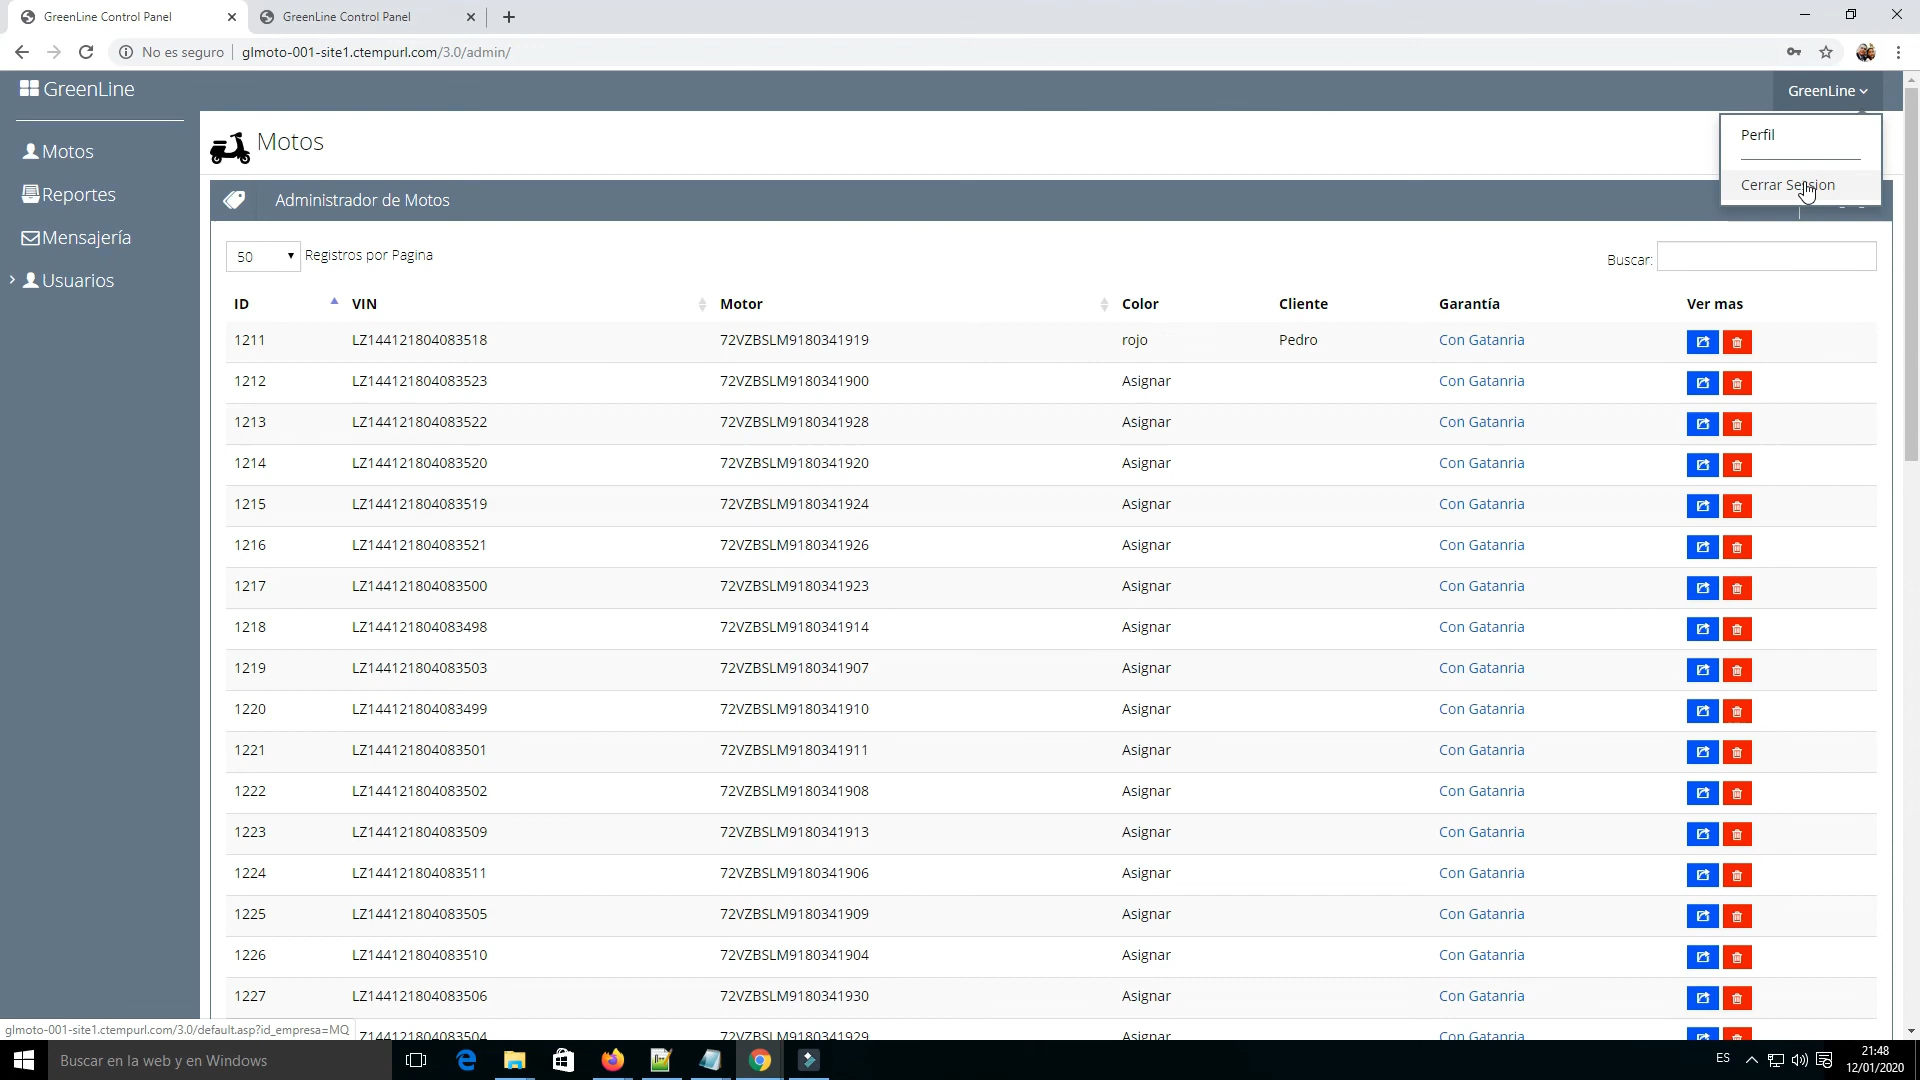 GreenLine Control Panel
GreenLine Control Panel
No es seguro glmoto-001-site1.ctempurl.com/3.0/admin/
GreenLine
GreenLine
Perfil
Cerrar Session
Motos
Reportes
Mensajería
Usuarios
Motos
Administrador de Motos
50 Registros por Pagina
Buscar:
ID VIN Motor Color Cliente Garantía Ver mas
1211 LZ144121804083518 72VZBSLM9180341919 rojo Pedro Con Gatanria
1212 LZ144121804083523 72VZBSLM9180341900 Asignar Con Gatanria
1213 LZ144121804083522 72VZBSLM9180341928 Asignar Con Gatanria
1214 LZ144121804083520 72VZBSLM9180341920 Asignar Con Gatanria
1215 LZ144121804083519 72VZBSLM9180341924 Asignar Con Gatanria
1216 LZ144121804083521 72VZBSLM9180341926 Asignar Con Gatanria
1217 LZ144121804083500 72VZBSLM9180341923 Asignar Con Gatanria
1218 LZ144121804083498 72VZBSLM9180341914 Asignar Con Gatanria
1219 LZ144121804083503 72VZBSLM9180341907 Asignar Con Gatanria
1220 LZ144121804083499 72VZBSLM9180341910 Asignar Con Gatanria
1221 LZ144121804083501 72VZBSLM9180341911 Asignar Con Gatanria
1222 LZ144121804083502 72VZBSLM9180341908 Asignar Con Gatanria
1223 LZ144121804083509 72VZBSLM9180341913 Asignar Con Gatanria
1224 LZ144121804083511 72VZBSLM9180341906 Asignar Con Gatanria
1225 LZ144121804083505 72VZBSLM9180341909 Asignar Con Gatanria
1226 LZ144121804083510 72VZBSLM9180341904 Asignar Con Gatanria
1227 LZ144121804083506 72VZBSLM9180341930 Asignar Con Gatanria
Z144121804083504 72VZBSLM9180341929 Asignar Con Gatanria
glmoto-001-site1.ctempurl.com/3.0/default.asp?id_empresa=MQ
Buscar en la web y en Windows
ES
21:48
12/01/2020